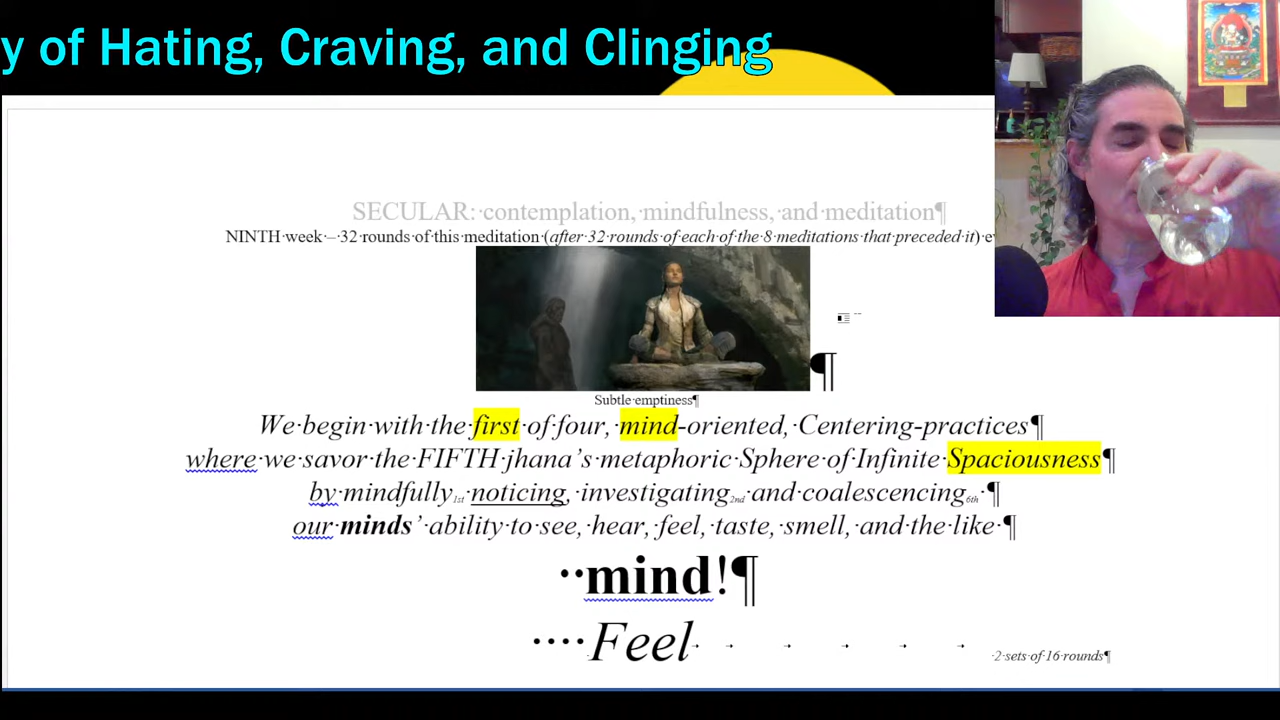 y of Hating, Craving, and Clinging
SECULAR: contemplation, mindfulness, and meditation¶
NINTH week – 32 rounds of this meditation (after 32 rounds of each of the 8 meditations that preceded it) e
¶
Subtle emptiness¶
We begin with the first of four, mind-oriented, Centering-practices¶
where we savor the FIFTH jhana's metaphoric Sphere of Infinite Spaciousness¶
by mindfully1st noticing, investigating2nd and coalescencing6th ¶
our minds' ability to see, hear, feel, taste, smell, and the like ¶
mind!¶
Feel
2 sets of 16 rounds¶